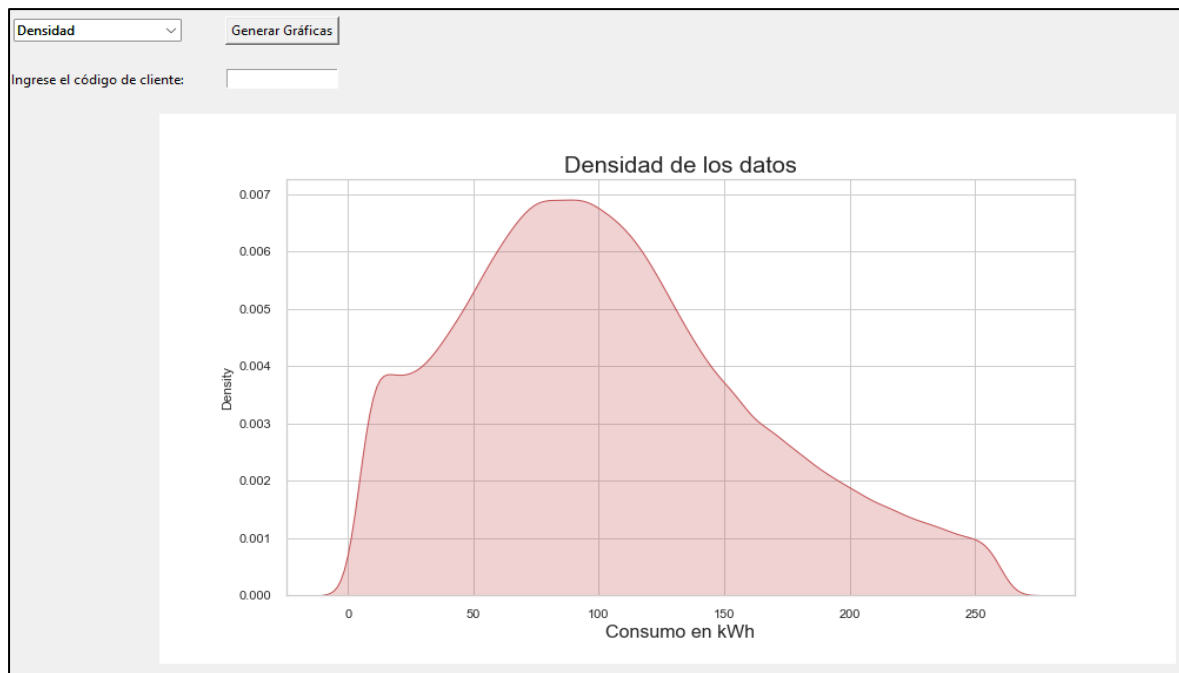 Densidad
Generar Gráficas
Ingrese el código de cliente:
Densidad de los datos
0.007
0.006
0.005
0.004
0.003
0.002
0.001
0.000
Density
0 50 100 150 200 250
Consumo en kWh